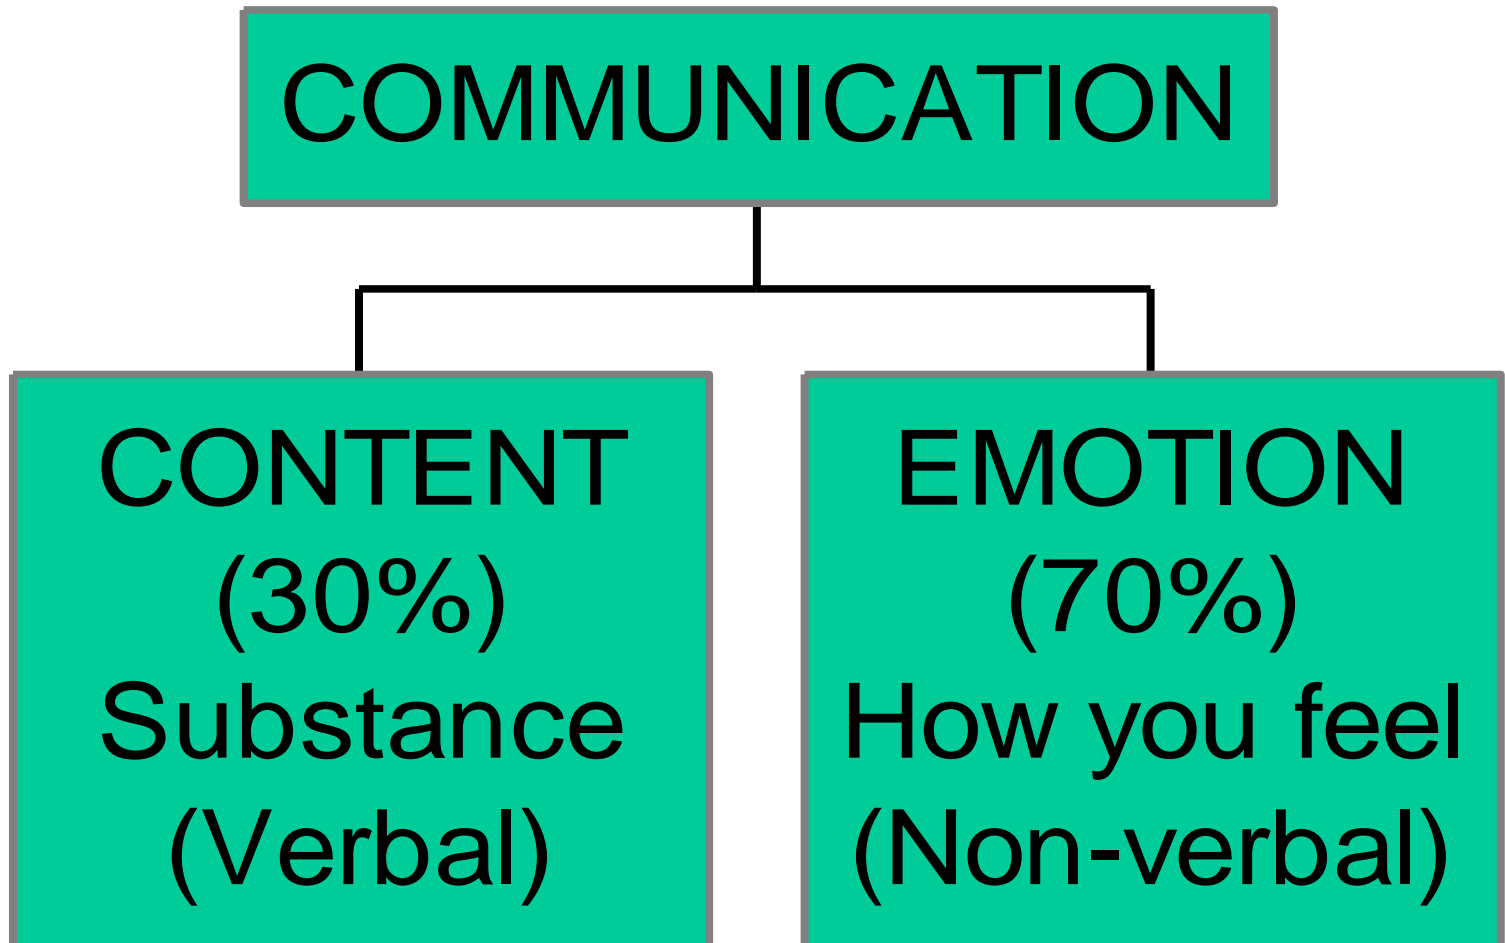 COMMUNICATION
CONTENT
(30%)
Substance
(Verbal)
EMOTION
(70%)
How you feel
(Non-verbal)